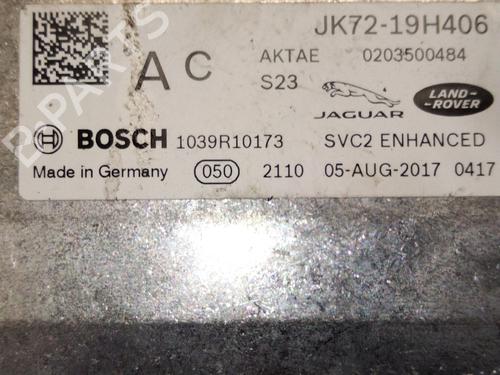 JK72-19H406
A C
AKTAE 0203500484
S23
JAGUAR
LAND-
ROVER
BOSCH 1039R10173 SVC2 ENHANCED
Made in Germany 050 2110 05-AUG-2017 0417
B-PARTS